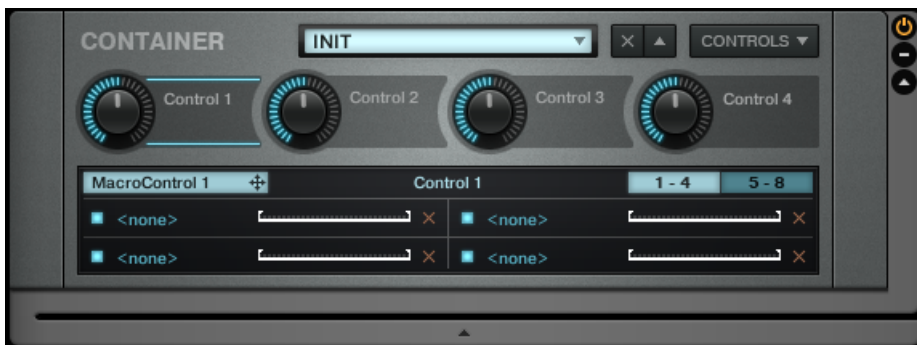 CONTAINER INIT CONTROLS
Control 1 Control 2 Control 3 Control 4
MacroControl 1 Control 1 1 - 4 5 - 8
<none> <none>
<none> <none>